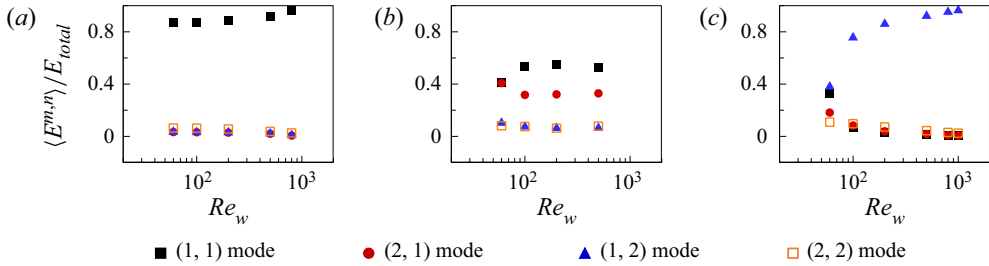 (a) (b) (c)
⟨E^{m,n}⟩/E_{total}
0.8 0.8 0.8
0.4 0.4 0.4
0 0 0
10^2 10^3 10^2 10^3 10^2 10^3
Re_w Re_w Re_w
(1, 1) mode (2, 1) mode (1, 2) mode (2, 2) mode